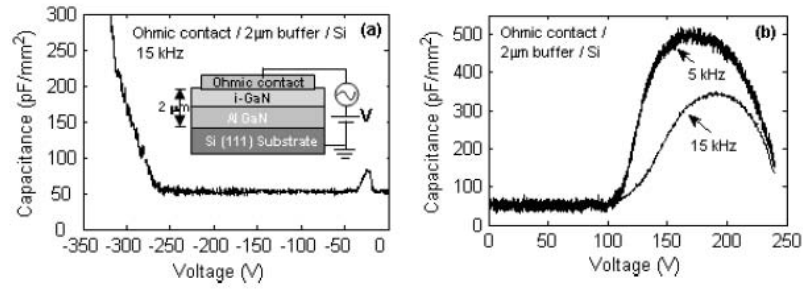 Ohmic contact / 2μm buffer / Si (a)
15 kHz
Ohmic contact
i-GaN
2 μm
AlGaN
V
Si (111) Substrate
Capacitance (pF/mm²)
300
250
200
150
100
50
0
-350 -300 -250 -200 -150 -100 -50 0
Voltage (V)
Ohmic contact / (b)
2μm buffer / Si
5 kHz
15 kHz
Capacitance (pF/mm²)
500
400
300
200
100
0
0 50 100 150 200 250
Voltage (V)